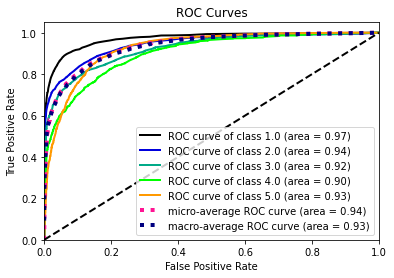 ROC Curves
True Positive Rate
1.0
0.8
0.6
0.4
0.2
0.0
ROC curve of class 1.0 (area = 0.97)
ROC curve of class 2.0 (area = 0.94)
ROC curve of class 3.0 (area = 0.92)
ROC curve of class 4.0 (area = 0.90)
ROC curve of class 5.0 (area = 0.93)
micro-average ROC curve (area = 0.94)
macro-average ROC curve (area = 0.93)
0.0 0.2 0.4 0.6 0.8 1.0
False Positive Rate